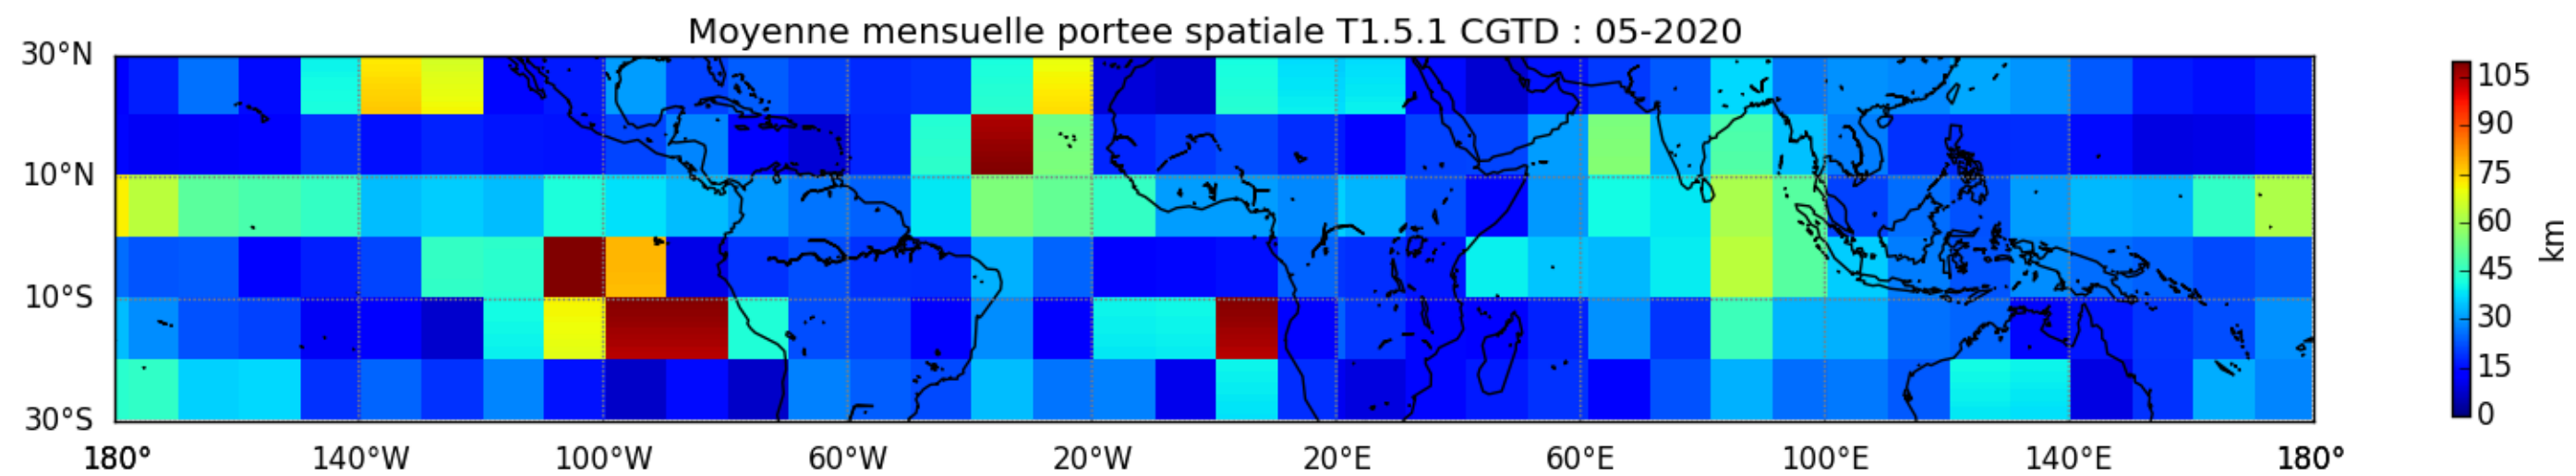 Moyenne mensuelle portee spatiale T1.5.1 CGTD : 05-2020
30°N
10°N
10°S
30°S
180° 140°W 100°W 60°W 20°W 20°E 60°E 100°E 140°E 180°
105
90
75
60
45
30
15
0
km